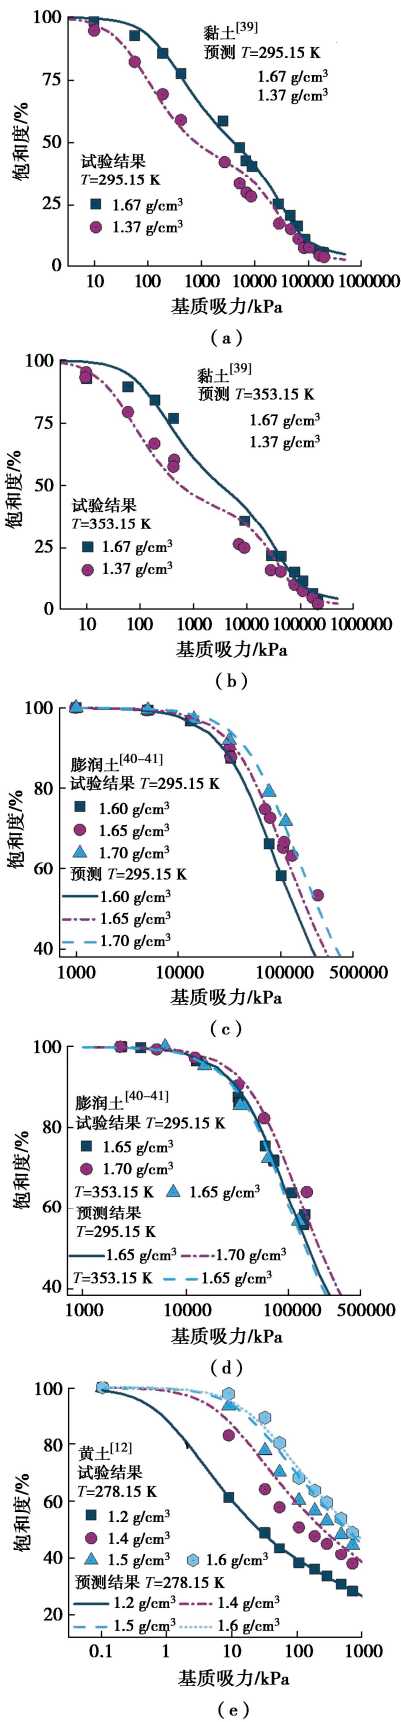 100
75
50
25
0
饱和度/%
黏土[39]
预测 T=295.15 K
1.67 g/cm³
1.37 g/cm³
试验结果
T=295.15 K
1.67 g/cm³
1.37 g/cm³
10 100 1000 10000 100000 1000000
基质吸力/kPa
(a)
100
75
50
25
0
饱和度/%
黏土[39]
预测 T=353.15 K
1.67 g/cm³
1.37 g/cm³
试验结果
T=353.15 K
1.67 g/cm³
1.37 g/cm³
10 100 1000 10000 100000 1000000
基质吸力/kPa
(b)
100
80
60
40
饱和度/%
膨润土[40-41]
试验结果 T=295.15 K
1.60 g/cm³
1.65 g/cm³
1.70 g/cm³
预测 T=295.15 K
1.60 g/cm³
1.65 g/cm³
1.70 g/cm³
1000 10000 100000 500000
基质吸力/kPa
(c)
100
80
60
40
饱和度/%
膨润土[40-41]
试验结果 T=295.15 K
1.65 g/cm³
1.70 g/cm³
T=353.15 K 1.65 g/cm³
预测结果
T=295.15 K
1.65 g/cm³ 1.70 g/cm³
T=353.15 K 1.65 g/cm³
1000 10000 100000 500000
基质吸力/kPa
(d)
100
80
60
40
20
饱和度/%
黄土[12]
试验结果
T=278.15 K
1.2 g/cm³
1.4 g/cm³
1.5 g/cm³ 1.6 g/cm³
预测结果 T=278.15 K
1.2 g/cm³ 1.4 g/cm³
1.5 g/cm³ 1.6 g/cm³
0.1 1 10 100 1000
基质吸力/kPa
(e)